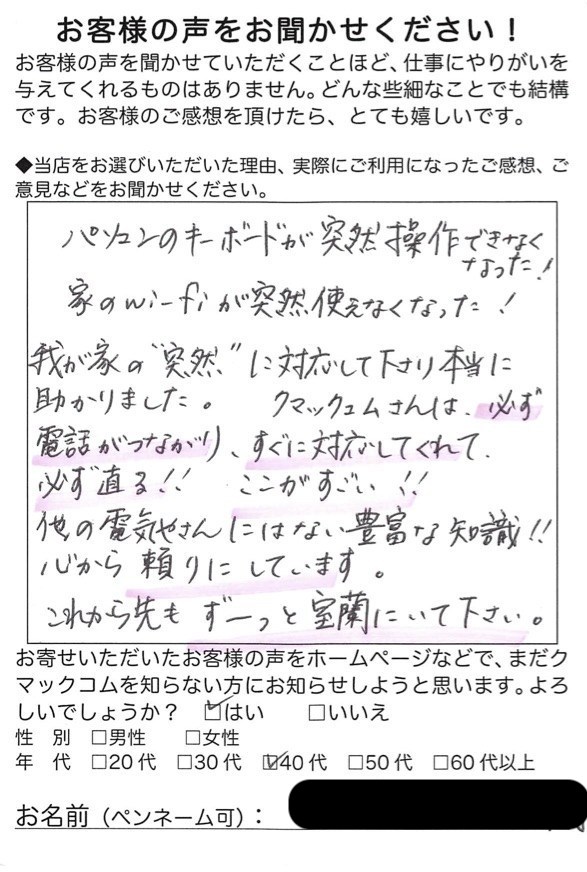 お客様の声をお聞かせください！
お客様の声を聞かせていただくことほど、仕事にやりがいを
与えてくれるものはありません。どんな些細なことでも結構
です。お客様のご感想を頂けたら、とても嬉しいです。
◆当店をお選びいただいた理由、実際にご利用になったご感想、ご
意見などをお聞かせください。
パソコンのキーボードが突然操作できなく
なった！
家のwi-fiが突然使えなくなった！
我が家の“突然”に対応して下さり本当に
助かりました。 クマックコムさんは、必ず
電話がつながり、すぐに対応してくれて、
必ず直る！！ ここがすごい！！
他の電気やさんにはない豊富な知識！！
心から頼りにしています。
これから先もずーっと室蘭にいて下さい。
お寄せいただいたお客様の声をホームページなどで、まだク
マックコムを知らない方にお知らせしようと思います。よろ
しいでしょうか？ ☑はい □いいえ
性 別 □男性 □女性
年 代 □20代 □30代 ☑40代 □50代 □60代以上
お名前（ペンネーム可）：